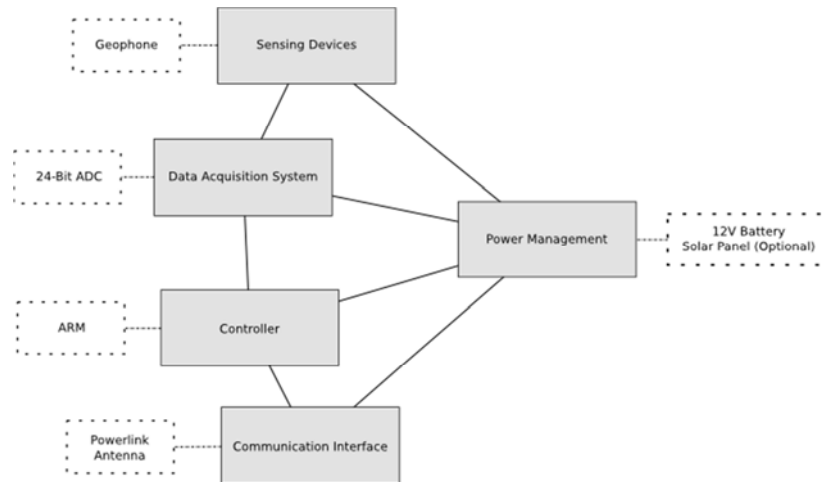 Geophone
Sensing Devices
24-Bit ADC
Data Acquisition System
Power Management
12V Battery
Solar Panel (Optional)
ARM
Controller
Powerlink
Antenna
Communication Interface